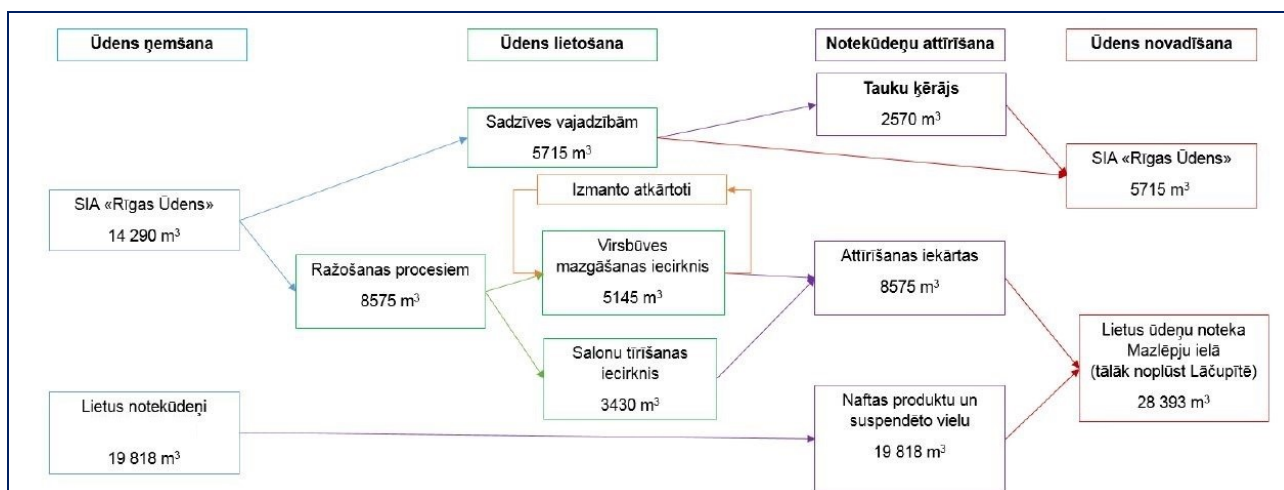 Ūdens ņemšana
Ūdens lietošana
Notekūdeņu attīrīšana
Ūdens novadīšana
Tauku ķērājs
2570 m³
Sadzīves vajadzībām
5715 m³
SIA «Rīgas Ūdens»
5715 m³
Izmanto atkārtoti
SIA «Rīgas Ūdens»
14 290 m³
Virsbūves
mazgāšanas iecirknis
5145 m³
Attīrīšanas iekārtas
8575 m³
Ražošanas procesiem
8575 m³
Lietus ūdeņu noteka
Mazlēpju ielā
(tālāk noplūst Lāčupītē)
28 393 m³
Salonu tīrīšanas
iecirknis
3430 m³
Lietus notekūdeņi
19 818 m³
Naftas produktu un
suspendēto vielu
19 818 m³